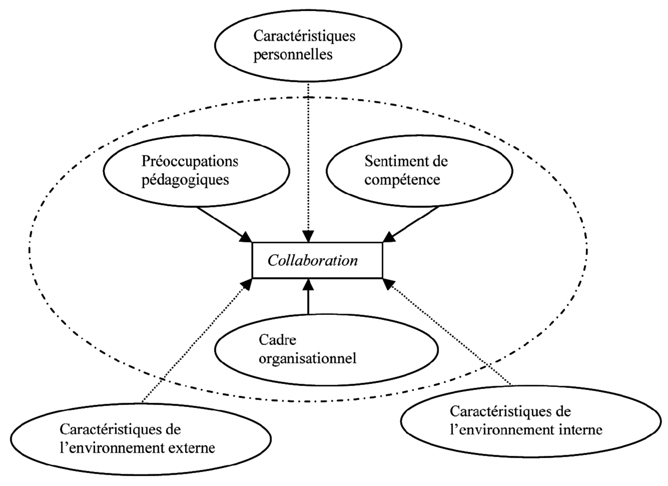 Caractéristiques
personnelles
Préoccupations
pédagogiques
Sentiment de
compétence
Collaboration
Cadre
organisationnel
Caractéristiques de
l'environnement externe
Caractéristiques de
l'environnement interne